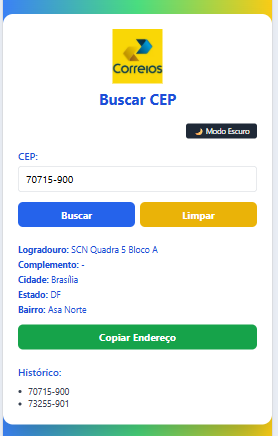 Correios
Buscar CEP
🌙 Modo Escuro
CEP:
70715-900
Buscar
Limpar
Logradouro: SCN Quadra 5 Bloco A
Complemento: -
Cidade: Brasília
Estado: DF
Bairro: Asa Norte
Copiar Endereço
Histórico:
• 70715-900
• 73255-901